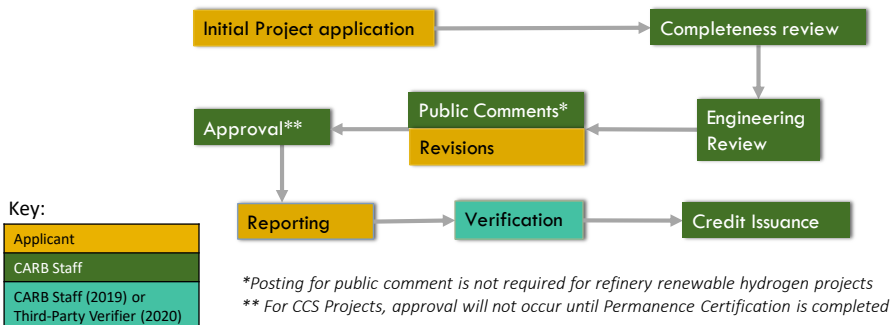 Initial Project application
Completeness review
Public Comments*
Revisions
Engineering
Review
Approval**
Reporting
Verification
Credit Issuance
Key:
Applicant
CARB Staff
CARB Staff (2019) or
Third-Party Verifier (2020)
*Posting for public comment is not required for refinery renewable hydrogen projects
** For CCS Projects, approval will not occur until Permanence Certification is completed